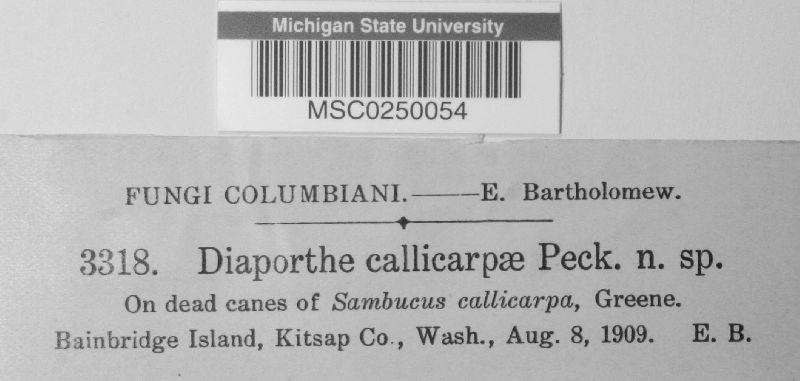 Michigan State University
MSC0250054
FUNGI COLUMBIANI.——E. Bartholomew.
3318. Diaporthe callicarpæ Peck. n. sp.
On dead canes of Sambucus callicarpa, Greene.
Bainbridge Island, Kitsap Co., Wash., Aug. 8, 1909. E. B.